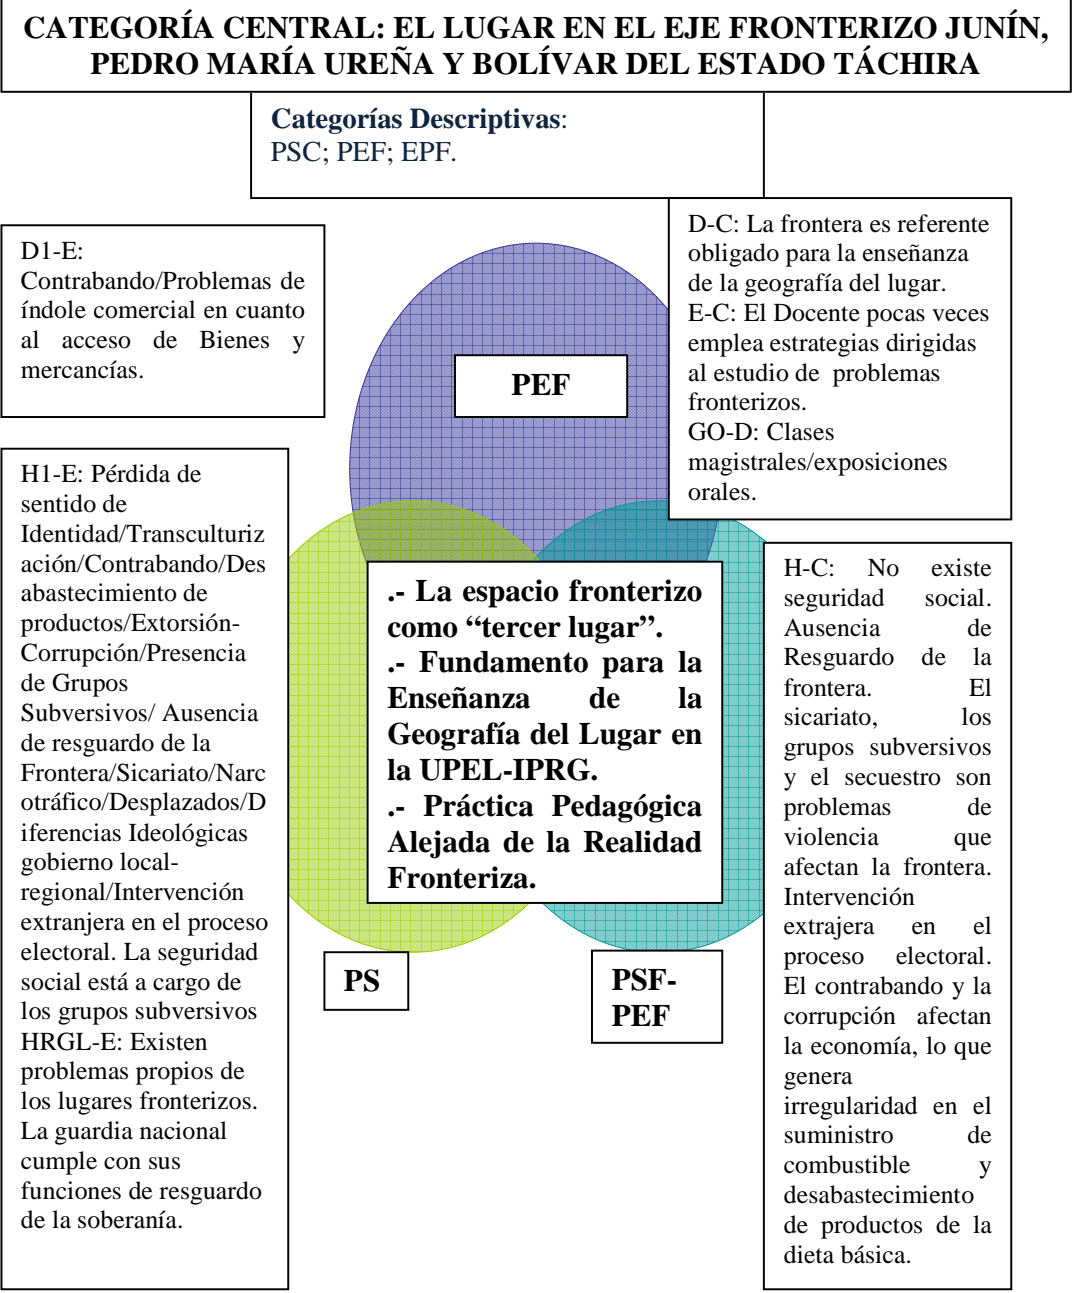 CATEGORÍA CENTRAL: EL LUGAR EN EL EJE FRONTERIZO JUNÍN,
PEDRO MARÍA UREÑA Y BOLÍVAR DEL ESTADO TÁCHIRA
Categorías Descriptivas:
PSC; PEF; EPF.
D1-E:
Contrabando/Problemas de
índole comercial en cuanto
al acceso de Bienes y
mercancías.
D-C: La frontera es referente
obligado para la enseñanza
de la geografía del lugar.
E-C: El Docente pocas veces
emplea estrategias dirigidas
al estudio de problemas
fronterizos.
GO-D: Clases
magistrales/exposiciones
orales.
PEF
H1-E: Pérdida de
sentido de
Identidad/Transculturiz
ación/Contrabando/Des
abastecimiento de
productos/Extorsión-
Corrupción/Presencia
de Grupos
Subversivos/ Ausencia
de resguardo de la
Frontera/Sicariato/Narc
otráfico/Desplazados/D
iferencias Ideológicas
gobierno local-
regional/Intervención
extranjera en el proceso
electoral. La seguridad
social está a cargo de
los grupos subversivos
HRGL-E: Existen
problemas propios de
los lugares fronterizos.
La guardia nacional
cumple con sus
funciones de resguardo
de la soberanía.
.- La espacio fronterizo
como “tercer lugar”.
.- Fundamento para la
Enseñanza de la
Geografía del Lugar en
la UPEL-IPRG.
.- Práctica Pedagógica
Alejada de la Realidad
Fronteriza.
H-C: No existe
seguridad social.
Ausencia de
Resguardo de la
frontera. El
sicariato, los
grupos subversivos
y el secuestro son
problemas de
violencia que
afectan la frontera.
Intervención
extrajera en el
proceso electoral.
El contrabando y la
corrupción afectan
la economía, lo que
genera
irregularidad en el
suministro de
combustible y
desabastecimiento
de productos de la
dieta básica.
PS
PSF-
PEF